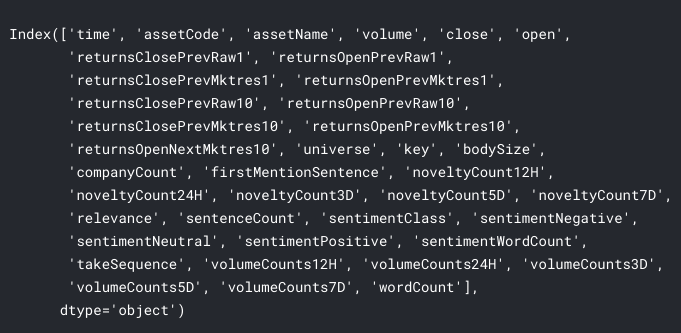 Index(['time', 'assetCode', 'assetName', 'volume', 'close', 'open',
'returnsClosePrevRaw1', 'returnsOpenPrevRaw1',
'returnsClosePrevMktres1', 'returnsOpenPrevMktres1',
'returnsClosePrevRaw10', 'returnsOpenPrevRaw10',
'returnsClosePrevMktres10', 'returnsOpenPrevMktres10',
'returnsOpenNextMktres10', 'universe', 'key', 'bodySize',
'companyCount', 'firstMentionSentence', 'noveltyCount12H',
'noveltyCount24H', 'noveltyCount3D', 'noveltyCount5D', 'noveltyCount7D',
'relevance', 'sentenceCount', 'sentimentClass', 'sentimentNegative',
'sentimentNeutral', 'sentimentPositive', 'sentimentWordCount',
'takeSequence', 'volumeCounts12H', 'volumeCounts24H', 'volumeCounts3D',
'volumeCounts5D', 'volumeCounts7D', 'wordCount'],
dtype='object')